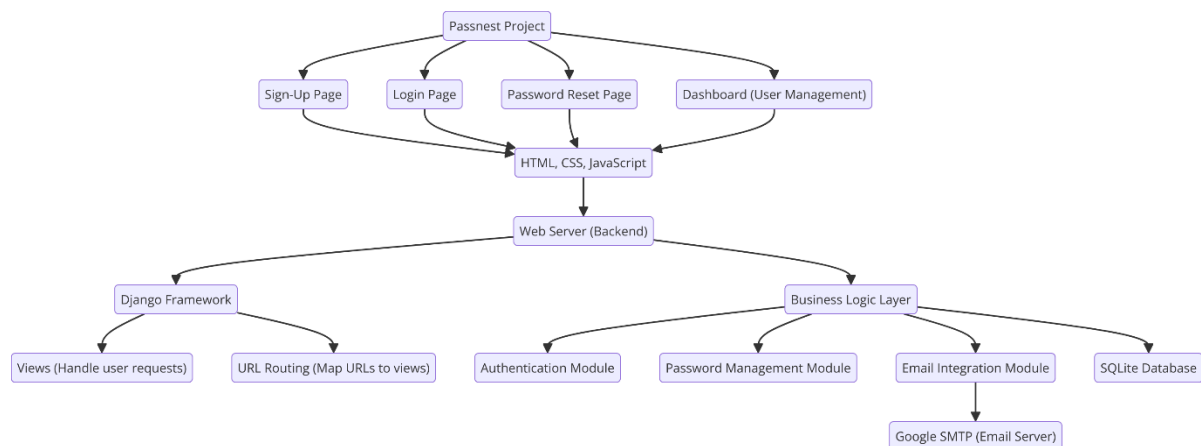 Passnest Project
Sign-Up Page
Login Page
Password Reset Page
Dashboard (User Management)
HTML, CSS, JavaScript
Web Server (Backend)
Django Framework
Business Logic Layer
Views (Handle user requests)
URL Routing (Map URLs to views)
Authentication Module
Password Management Module
Email Integration Module
SQLite Database
Google SMTP (Email Server)